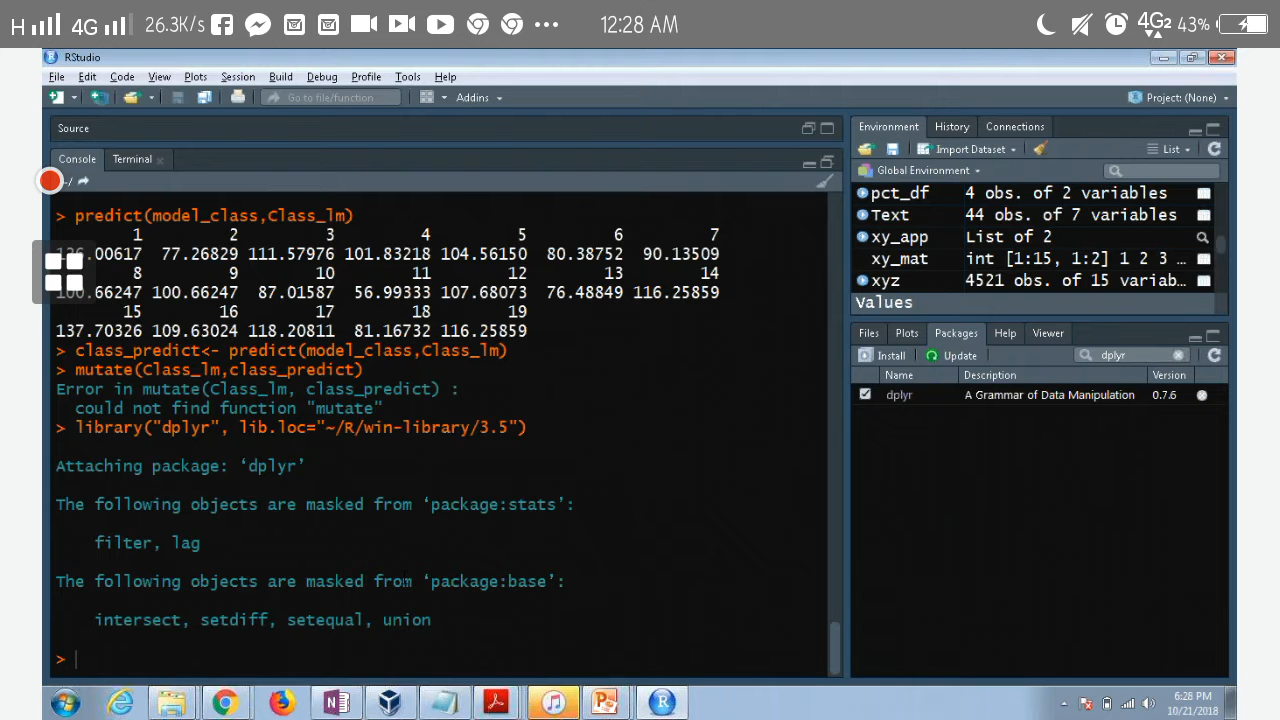 H 4G 26.3K/s 12:28 AM 4G2 43%
RStudio
File Edit Code View Plots Session Build Debug Profile Tools Help
Go to file/function Addins Project: (None)
Source
Console Terminal
~/
> predict(model_class,Class_lm)
1 2 3 4 5 6 7
.00617 77.26829 111.57976 101.83218 104.56150 80.38752 90.13509
8 9 10 11 12 13 14
100.66247 100.66247 87.01587 56.99333 107.68073 76.48849 116.25859
15 16 17 18 19
137.70326 109.63024 118.20811 81.16732 116.25859
> class_predict<- predict(model_class,Class_lm)
> mutate(Class_lm,class_predict)
Error in mutate(Class_lm, class_predict) :
could not find function "mutate"
> library("dplyr", lib.loc="~/R/win-library/3.5")
Attaching package: ‘dplyr’
The following objects are masked from ‘package:stats’:
filter, lag
The following objects are masked from ‘package:base’:
intersect, setdiff, setequal, union
>
Environment History Connections
Import Dataset List
Global Environment
pct_df 4 obs. of 2 variables
Text 44 obs. of 7 variables
xy_app List of 2
xy_mat int [1:15, 1:2] 1 2 3 ...
xyz 4521 obs. of 15 variab...
Values
Files Plots Packages Help Viewer
Install Update dplyr
Name Description Version
dplyr A Grammar of Data Manipulation 0.7.6
6:28 PM
10/21/2018